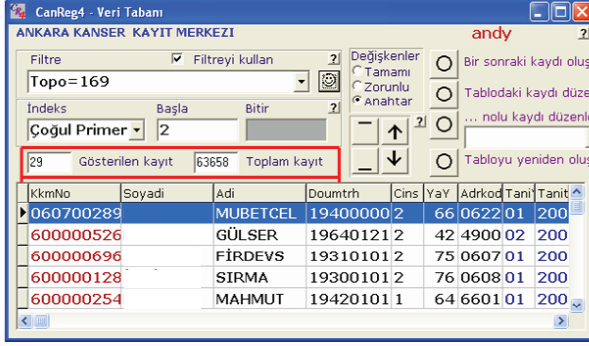 CanReg4 - Veri Tabanı
ANKARA KANSER KAYIT MERKEZI
andy
?
Filtre
Filtreyi kullan
?
Topo=169
Değişkenler
Tamamı
Zorunlu
Anahtar
Bir sonraki kaydı oluş
Tablodaki kaydı düze
... nolu kaydı düzenl
Tabloyu yeniden oluş
İndeks Başla Bitir ?
Çoğul Primer 2
?
29 Gösterilen kayıt 63658 Toplam kayıt
KkmNo Soyadi Adi Doumtrh Cins YaY Adrkod Tani Tanit
060700289 MUBETCEL 19400000 2 66 0622 01 200
600000526 GÜLSER 19640121 2 42 4900 02 200
600000696 FİRDEVS 19310101 2 75 0607 01 200
600000128 SIRMA 19300101 2 76 0608 01 200
600000254 MAHMUT 19420101 1 64 6601 01 200